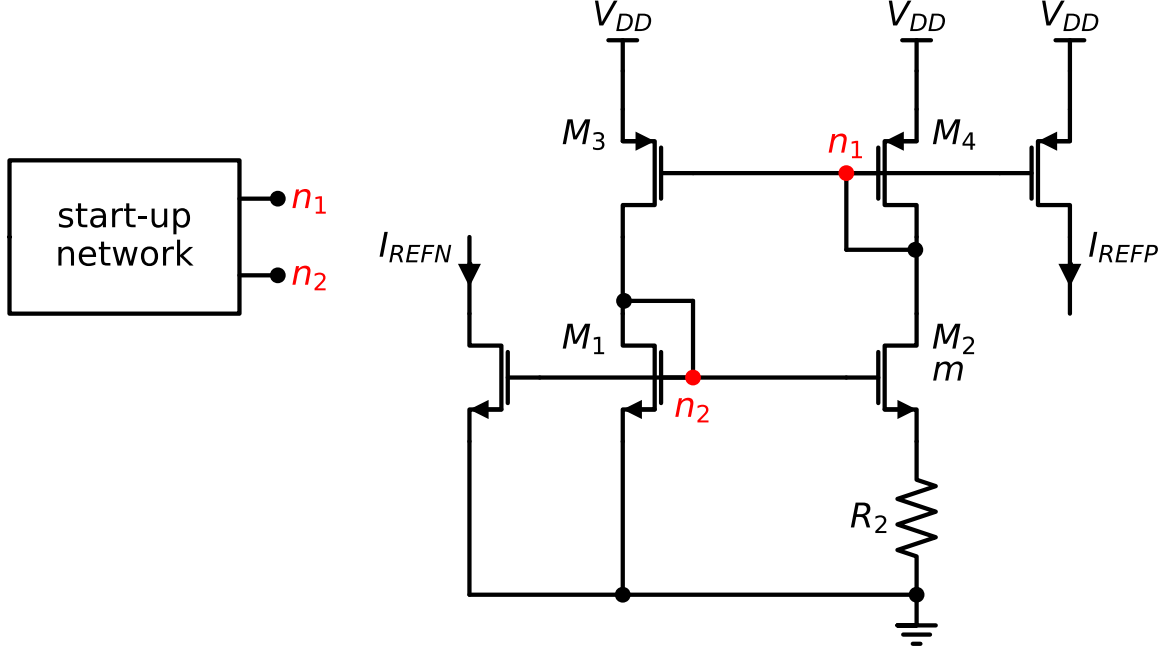 V_DD
V_DD
V_DD
M_3
n_1
M_4
start-up
network
n_1
n_2
I_REFN
I_REFP
M_1
M_2
m
n_2
R_2